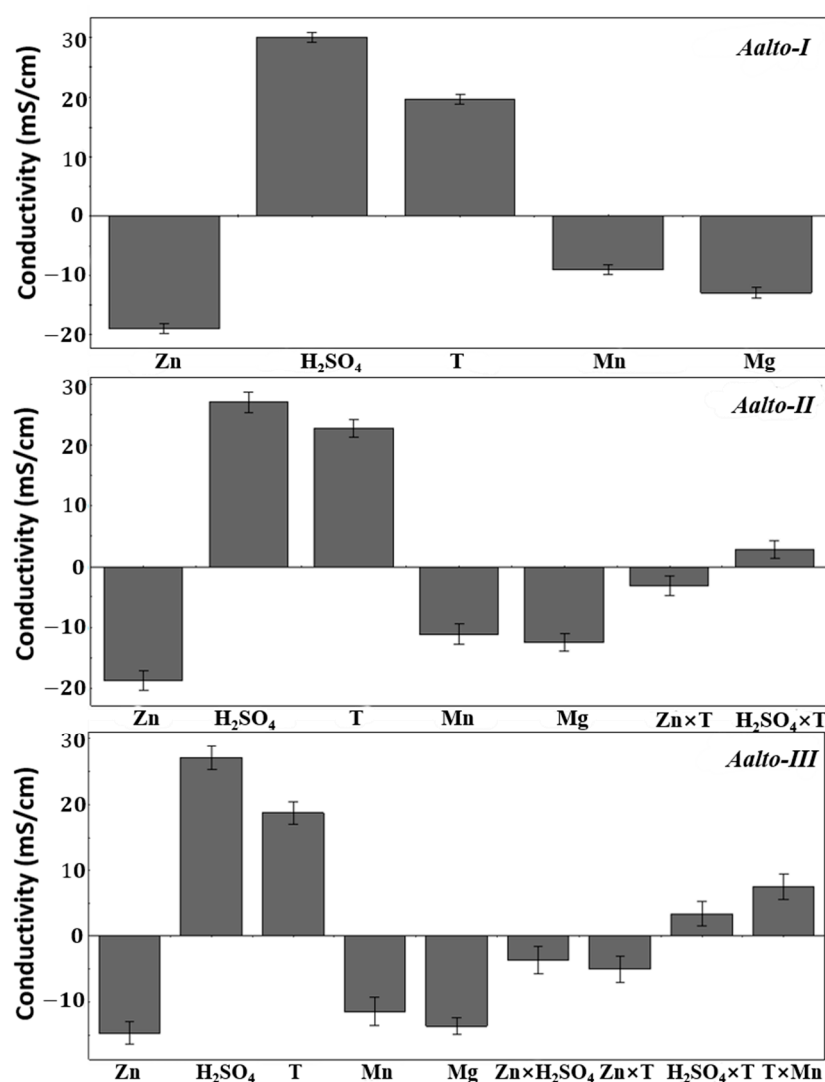 Aalto-I
Conductivity (mS/cm)
30
20
10
0
−10
−20
Zn H₂SO₄ T Mn Mg
Aalto-II
Conductivity (mS/cm)
30
20
10
0
−10
−20
Zn H₂SO₄ T Mn Mg Zn×T H₂SO₄×T
Aalto-III
Conductivity (mS/cm)
30
20
10
0
−10
Zn H₂SO₄ T Mn Mg Zn×H₂SO₄ Zn×T H₂SO₄×T T×Mn